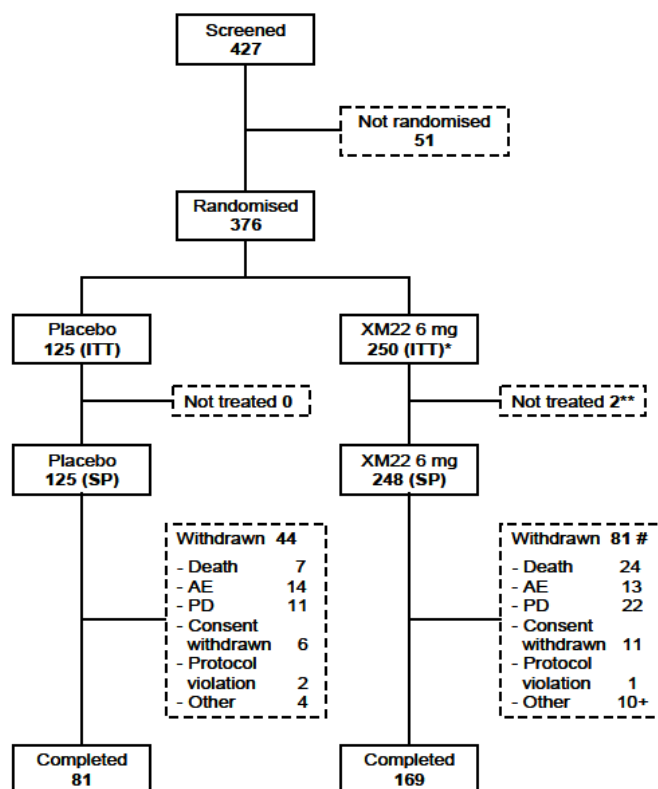 Screened
427
Not randomised
51
Randomised
376
Placebo
125 (ITT)
XM22 6 mg
250 (ITT)*
Not treated 0
Not treated 2**
Placebo
125 (SP)
XM22 6 mg
248 (SP)
Withdrawn 44
- Death 7
- AE 14
- PD 11
- Consent
withdrawn 6
- Protocol
violation 2
- Other 4
Withdrawn 81 #
- Death 24
- AE 13
- PD 22
- Consent
withdrawn 11
- Protocol
violation 1
- Other 10+
Completed
81
Completed
169